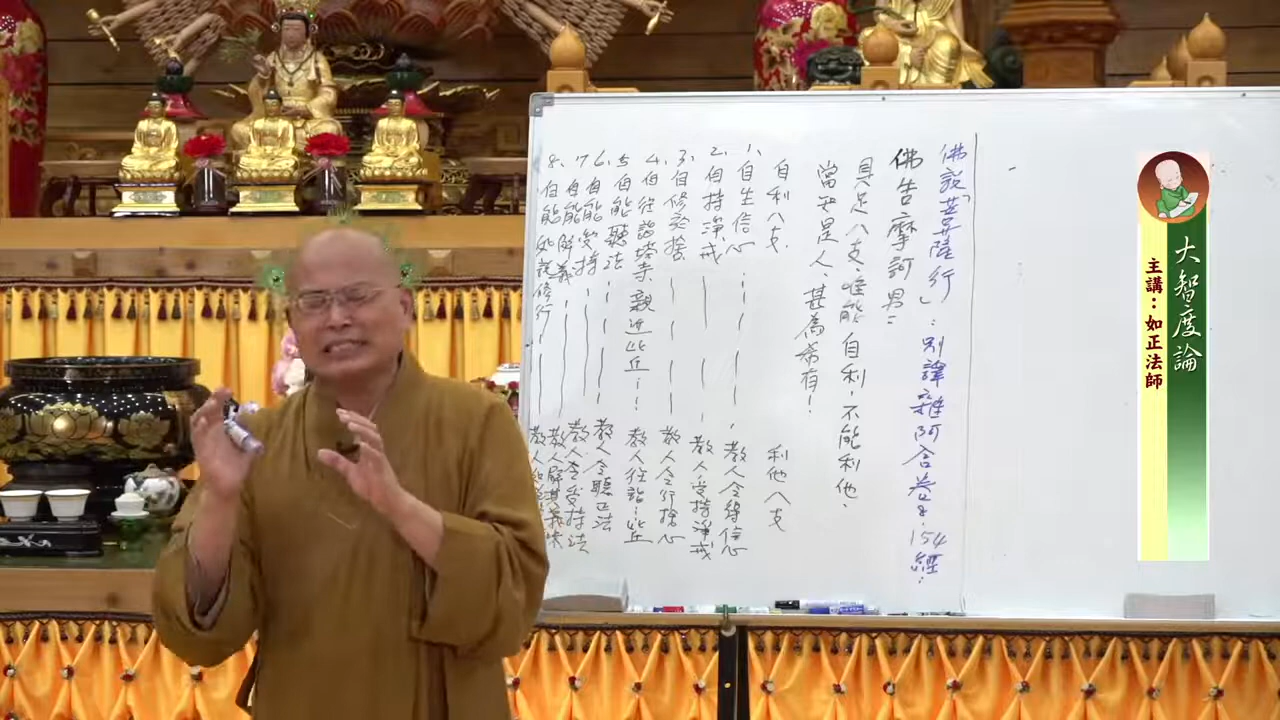 佛說「菩薩行」：別譯雜阿含卷8．154經：
佛告摩訶男：
具足八支，唯能自利，不能利他，
當知是人，甚為希有！
自利八支　利他八支
1、自生信心……教人令得信心
2、自持淨戒——教人受持淨戒
3、自修於捨———教人令行捨心
4、自往詣塔寺親近比丘……教人往詣…比丘
5、自能聽法……教人令聽正法
6、自能受持……教人令受持法
7、自能解義……教人解其義味
8、自能如說修行——教人
大智度論
主講：如正法師